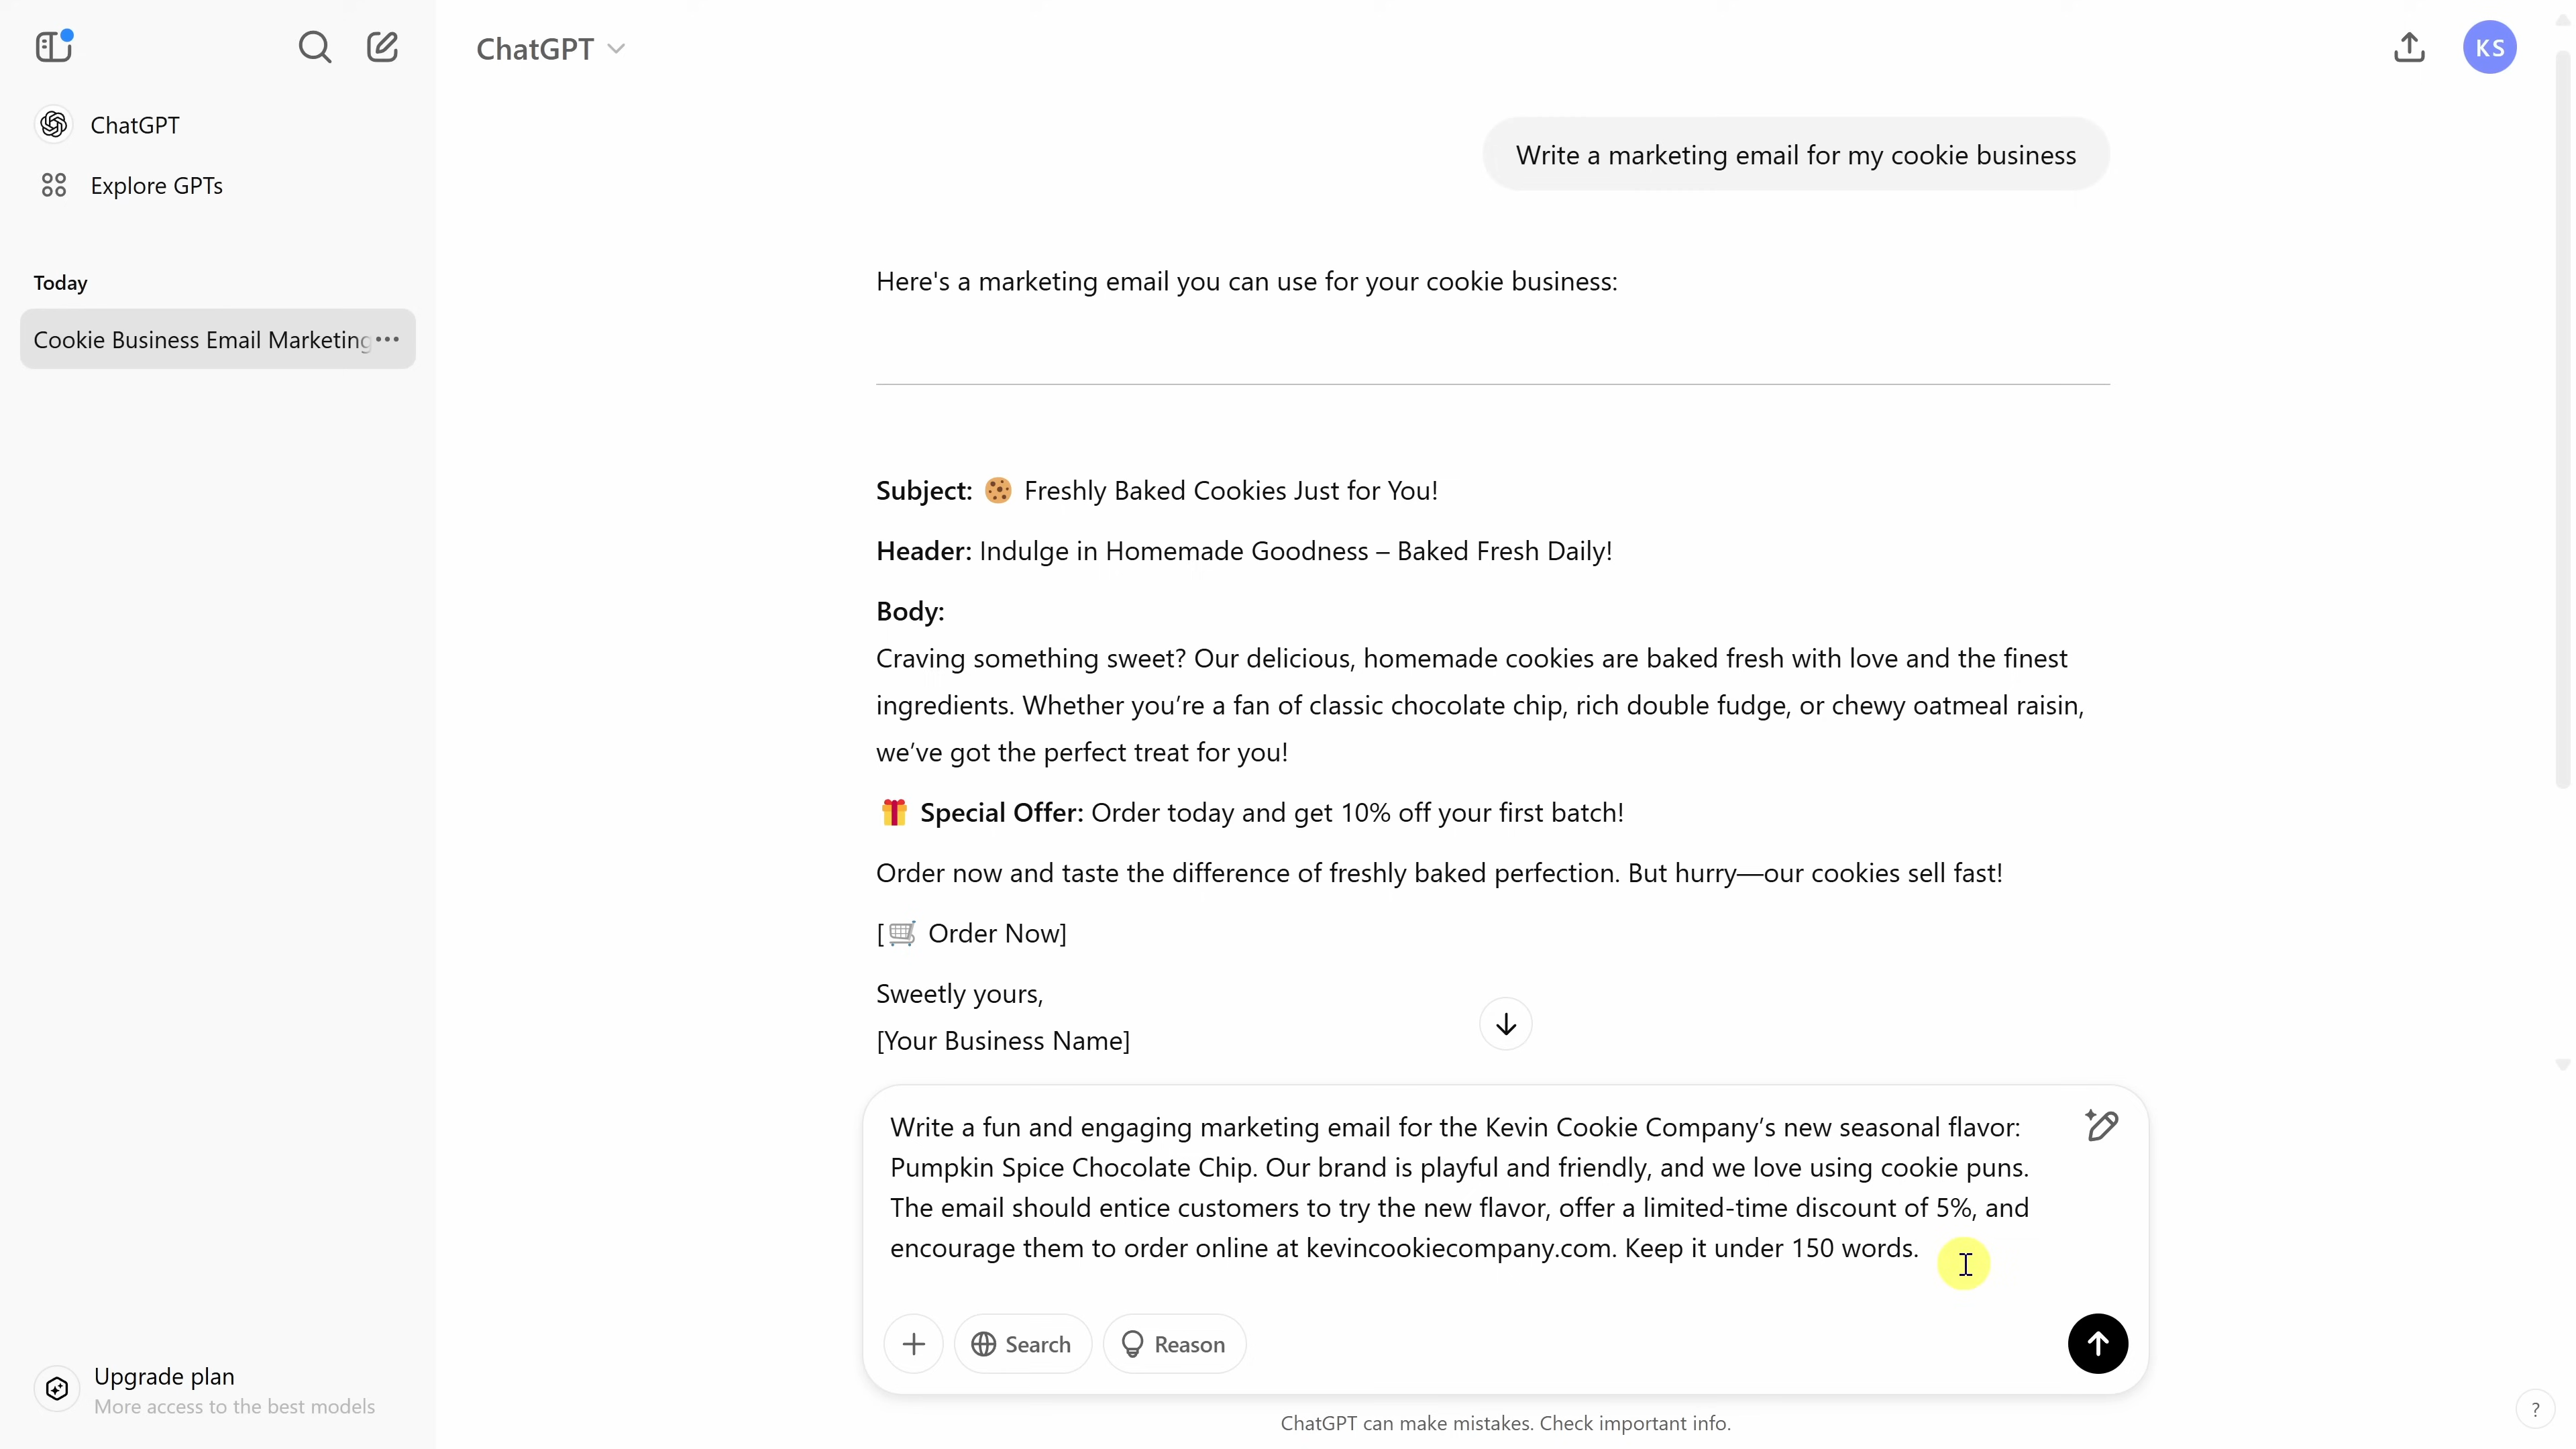 ChatGPT
Explore GPTs
Today
Cookie Business Email Marketing
Upgrade plan
More access to the best models
ChatGPT
KS
Write a marketing email for my cookie business
Here's a marketing email you can use for your cookie business:
Subject: 🍪 Freshly Baked Cookies Just for You!
Header: Indulge in Homemade Goodness – Baked Fresh Daily!
Body:
Craving something sweet? Our delicious, homemade cookies are baked fresh with love and the finest
ingredients. Whether you’re a fan of classic chocolate chip, rich double fudge, or chewy oatmeal raisin,
we’ve got the perfect treat for you!
🎁 Special Offer: Order today and get 10% off your first batch!
Order now and taste the difference of freshly baked perfection. But hurry—our cookies sell fast!
[🛒 Order Now]
Sweetly yours,
[Your Business Name]
Write a fun and engaging marketing email for the Kevin Cookie Company’s new seasonal flavor:
Pumpkin Spice Chocolate Chip. Our brand is playful and friendly, and we love using cookie puns.
The email should entice customers to try the new flavor, offer a limited-time discount of 5%, and
encourage them to order online at kevincookiecompany.com. Keep it under 150 words.
Search
Reason
ChatGPT can make mistakes. Check important info.
?